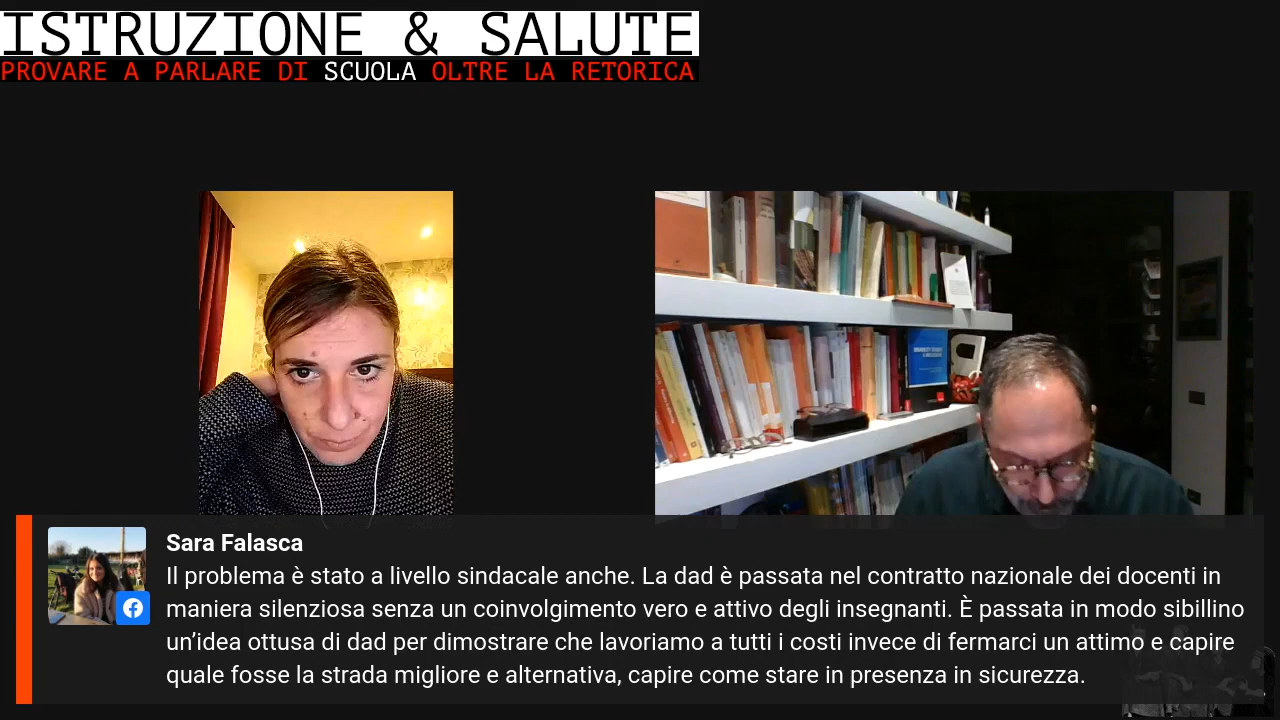 ISTRUZIONE & SALUTE
PROVARE A PARLARE DI SCUOLA OLTRE LA RETORICA
Sara Falasca
Il problema è stato a livello sindacale anche. La dad è passata nel contratto nazionale dei docenti in
maniera silenziosa senza un coinvolgimento vero e attivo degli insegnanti. È passata in modo sibillino
un’idea ottusa di dad per dimostrare che lavoriamo a tutti i costi invece di fermarci un attimo e capire
quale fosse la strada migliore e alternativa, capire come stare in presenza in sicurezza.